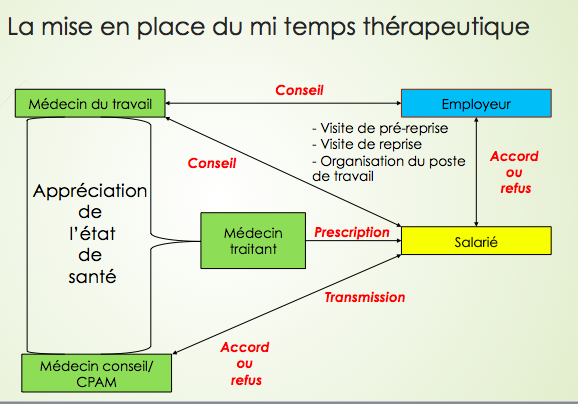 La mise en place du mi temps thérapeutique
Conseil
Médecin du travail
Employeur
- Visite de pré-reprise
- Visite de reprise
- Organisation du poste
de travail
Accord
ou
refus
Conseil
Appréciation
de
l'état
de
santé
Médecin
traitant
Prescription
Salarié
Transmission
Accord
ou
refus
Médecin conseil/
CPAM